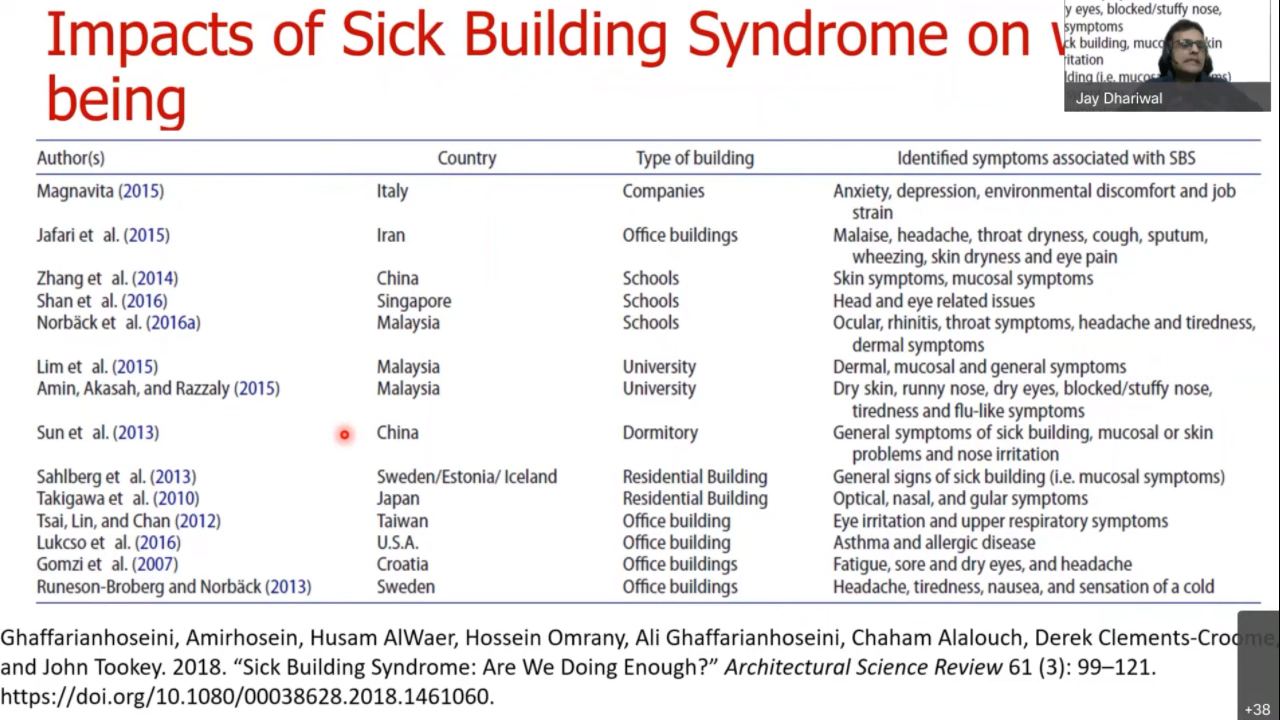 Impacts of Sick Building Syndrome on
being
y eyes, blocked/stuffy nose,
symptoms
ck building,
ritation
Jay Dhariwal
Author(s) Country Type of building Identified symptoms associated with SBS
Magnavita (2015) Italy Companies Anxiety, depression, environmental discomfort and job
strain
Jafari et al. (2015) Iran Office buildings Malaise, headache, throat dryness, cough, sputum,
wheezing, skin dryness and eye pain
Zhang et al. (2014) China Schools Skin symptoms, mucosal symptoms
Shan et al. (2016) Singapore Schools Head and eye related issues
Norbäck et al. (2016a) Malaysia Schools Ocular, rhinitis, throat symptoms, headache and tiredness,
dermal symptoms
Lim et al. (2015) Malaysia University Dermal, mucosal and general symptoms
Amin, Akasah, and Razzaly (2015) Malaysia University Dry skin, runny nose, dry eyes, blocked/stuffy nose,
tiredness and flu-like symptoms
Sun et al. (2013) China Dormitory General symptoms of sick building, mucosal or skin
problems and nose irritation
Sahlberg et al. (2013) Sweden/Estonia/ Iceland Residential Building General signs of sick building (i.e. mucosal symptoms)
Takigawa et al. (2010) Japan Residential Building Optical, nasal, and gular symptoms
Tsai, Lin, and Chan (2012) Taiwan Office building Eye irritation and upper respiratory symptoms
Lukcso et al. (2016) U.S.A. Office building Asthma and allergic disease
Gomzi et al. (2007) Croatia Office buildings Fatigue, sore and dry eyes, and headache
Runeson-Broberg and Norbäck (2013) Sweden Office buildings Headache, tiredness, nausea, and sensation of a cold
Ghaffarianhoseini, Amirhosein, Husam AlWaer, Hossein Omrany, Ali Ghaffarianhoseini, Chaham Alalouch, Derek Clements-Croome,
and John Tookey. 2018. “Sick Building Syndrome: Are We Doing Enough?” Architectural Science Review 61 (3): 99–121.
https://doi.org/10.1080/00038628.2018.1461060.
+38